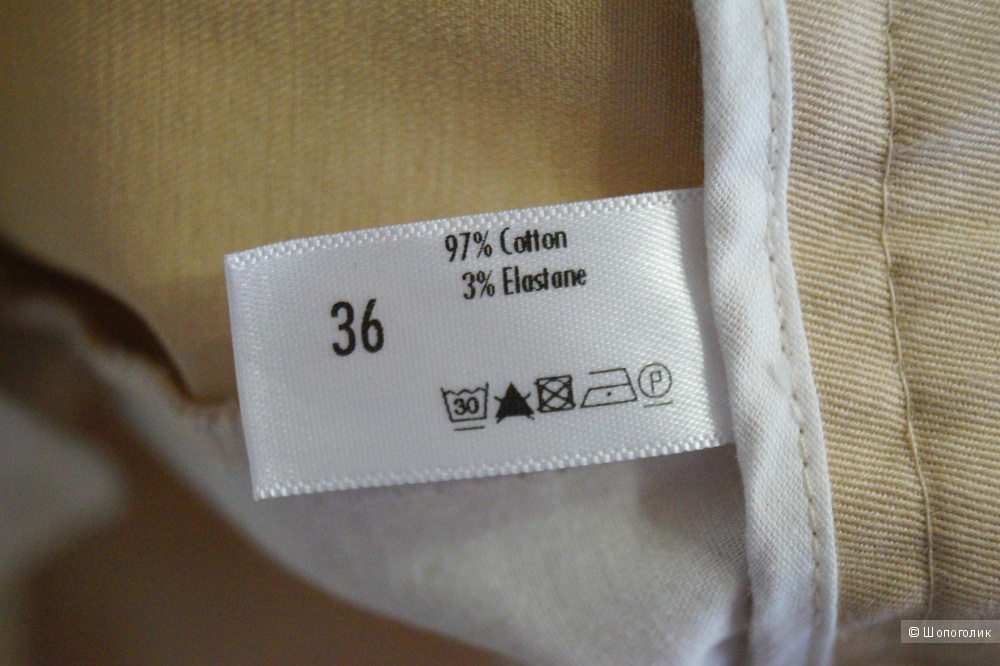 97% Cotton
3% Elastane
36
30 P
© Шопоголик